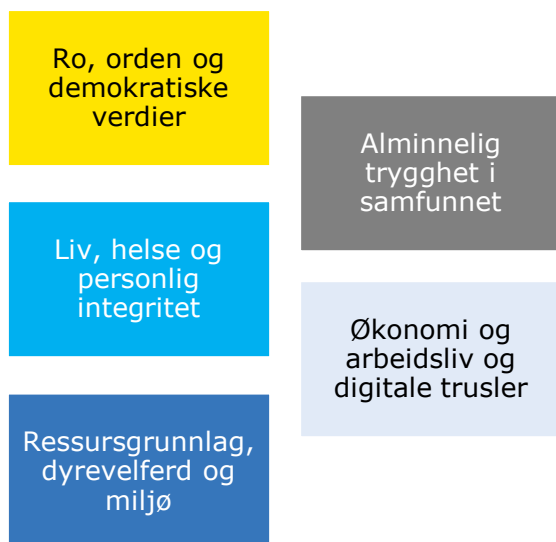 Ro, orden og
demokratiske
verdier
Liv, helse og
personlig
integritet
Ressursgrunnlag,
dyrevelferd og
miljø
Alminnelig
trygghet i
samfunnet
Økonomi og
arbeidsliv og
digitale trusler